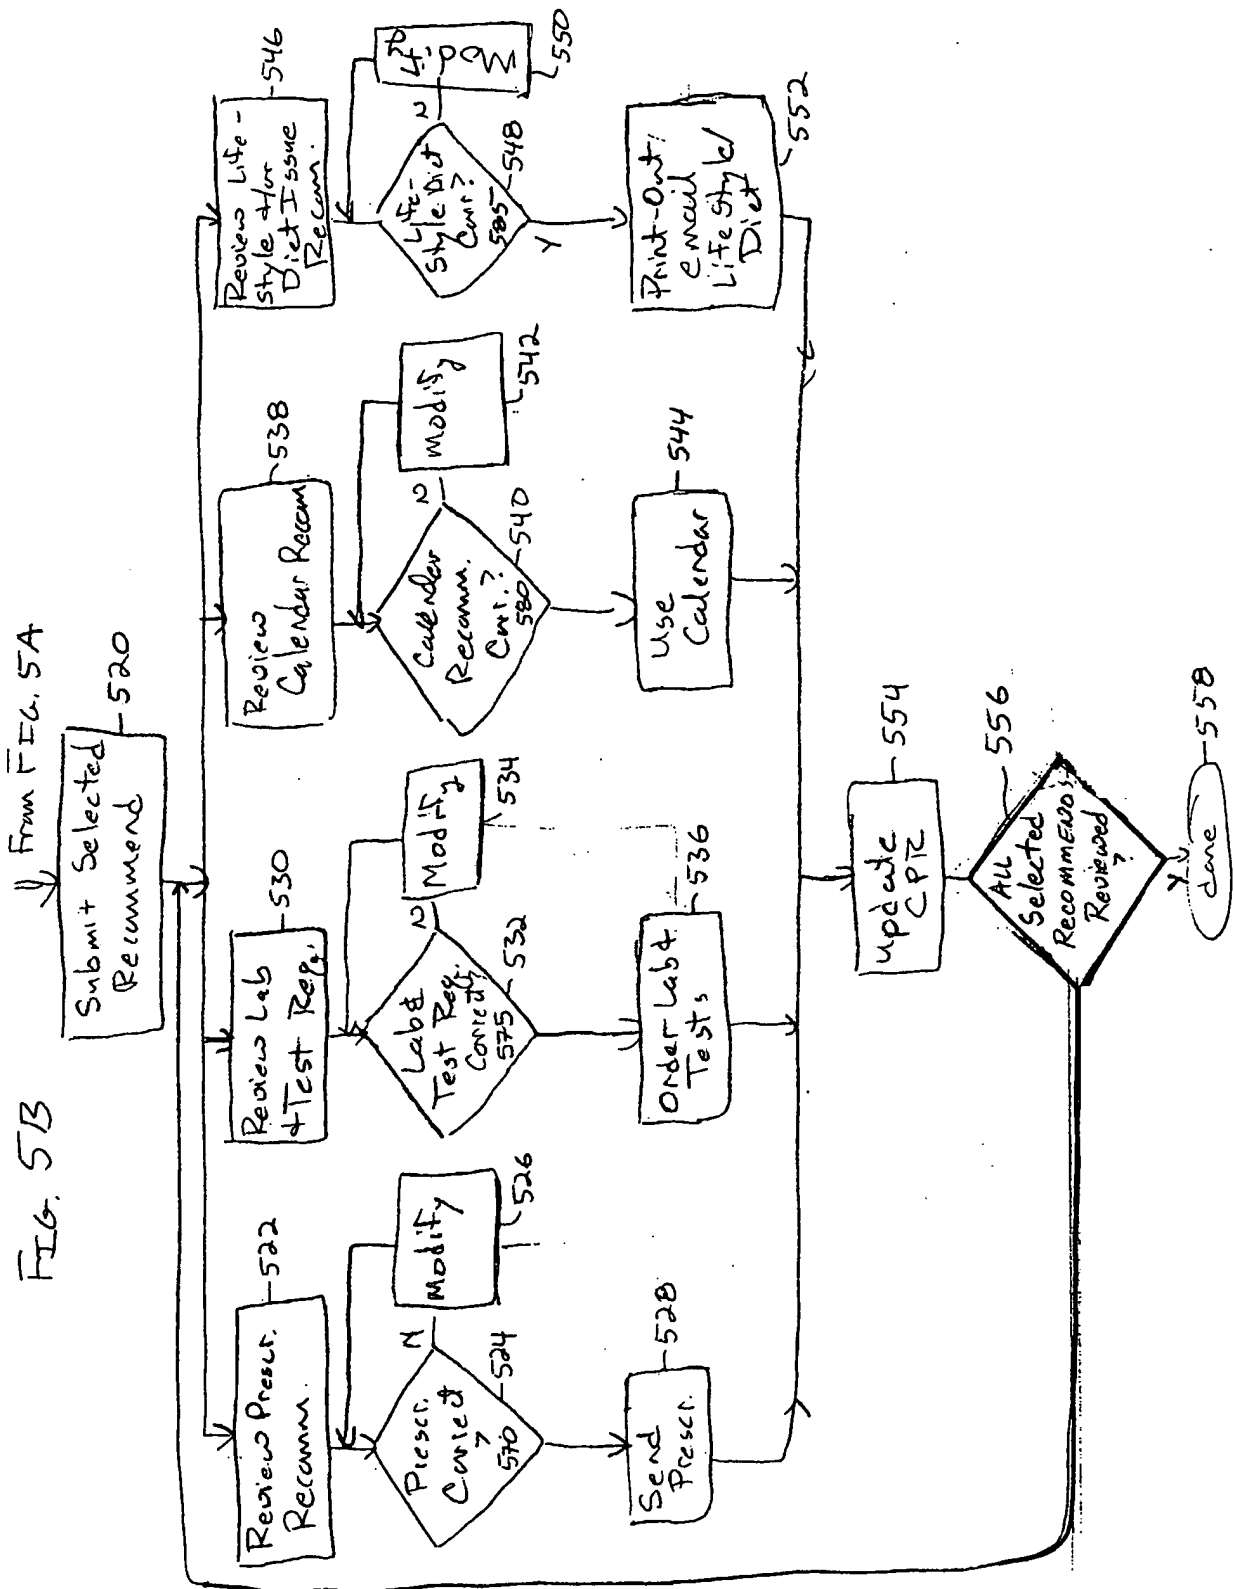 FIG. 5B
From FIG. 5A
Submit Selected
Recommend
520
Review Prescr.
Recomm.
522
Prescr.
Correct
?
570
524
N
Modify
526
Send
Prescr.
528
Review Lab
+Test Req.
530
Lab &
Test Req.
Correct?
575
532
N
Modify
534
Order Lab &
Tests
536
Review
Calendar Recom
538
Calender
Recomm.
Corr.?
580
540
N
Modify
542
Use
Calendar
544
Review Life-
Style &/or
Diet Issue
Recom.
546
Life-
Style Diet
Corr.?
585
548
N
Y
550
Print-Out/
email
Life Style/
Diet
552
update
CPR
554
All
Selected
Recommends
Reviewed
?
556
Y
done
558